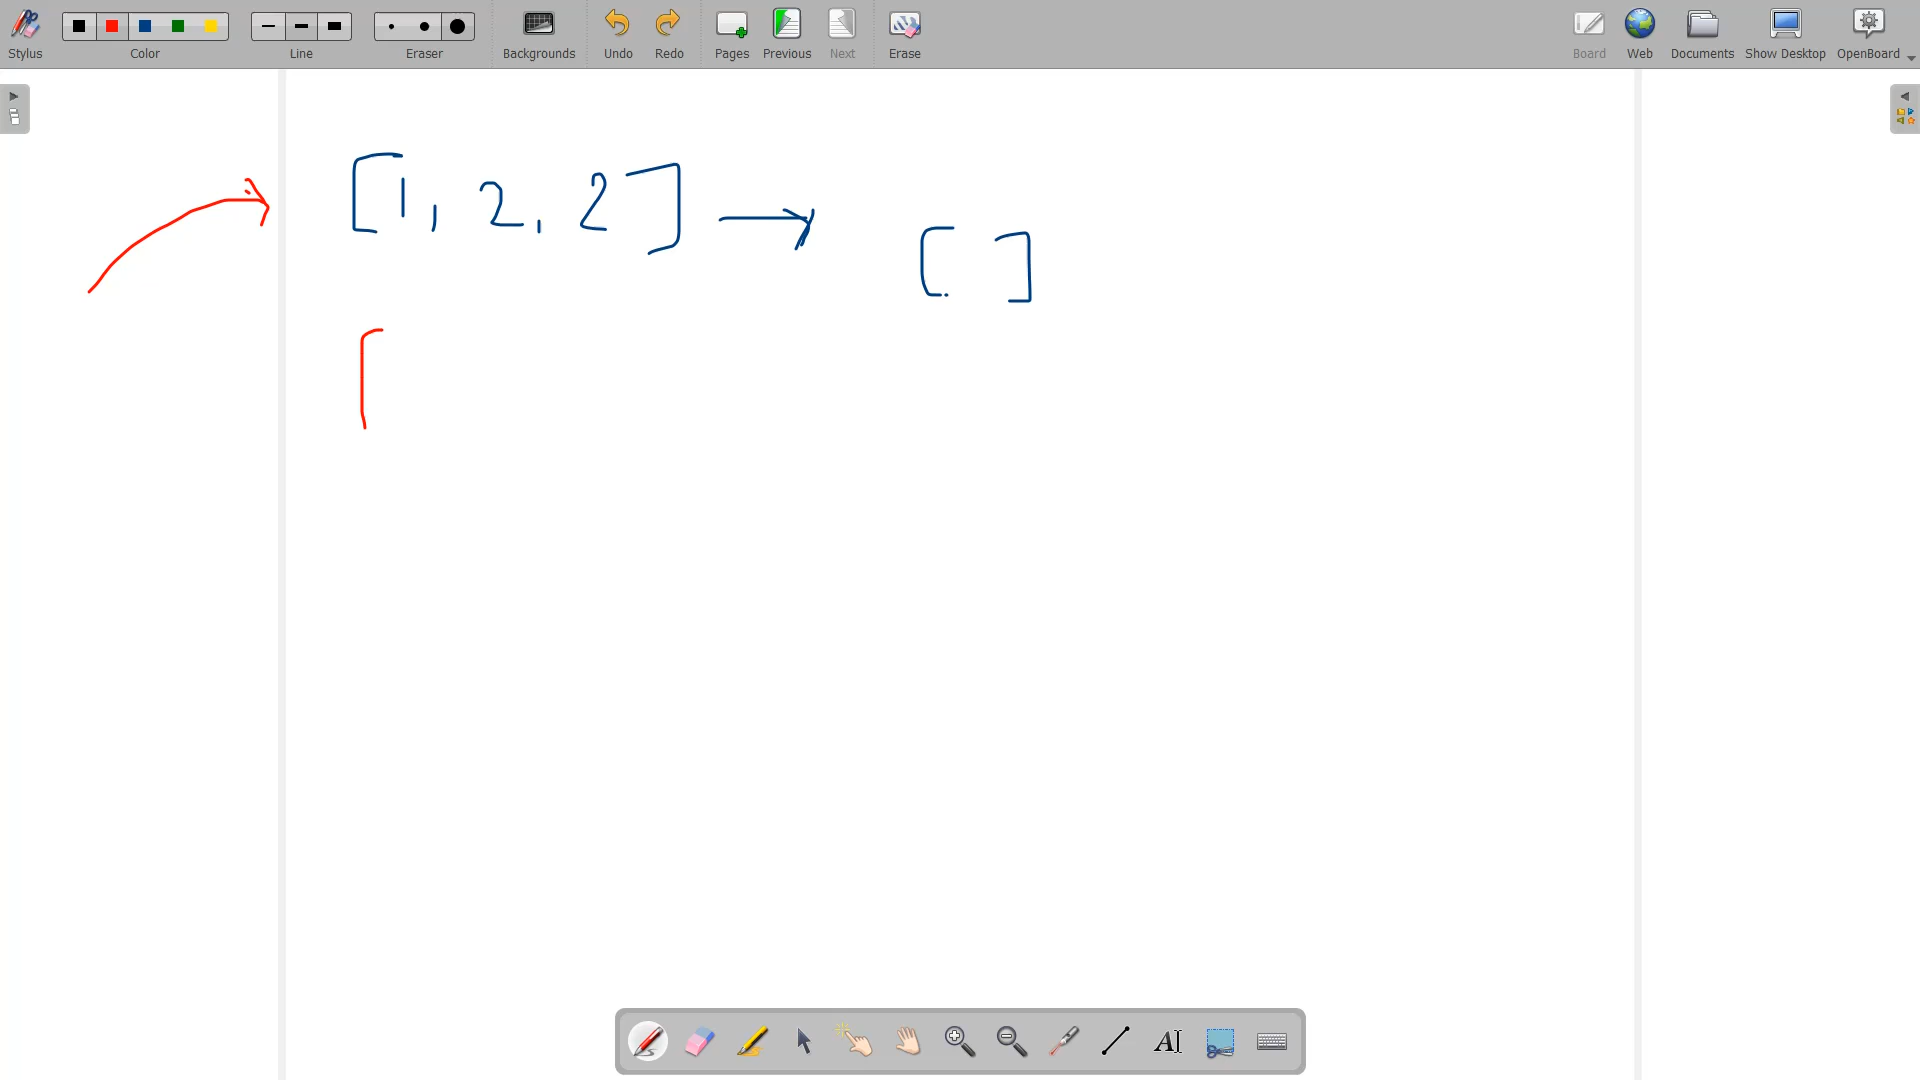 Stylus Color Line Eraser Backgrounds Undo Redo Pages Previous Next Erase Board Web Documents Show Desktop OpenBoard
[1, 2, 2] → [ ]
[